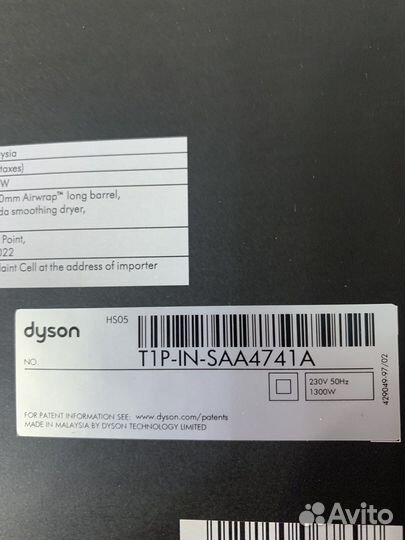 ysia
taxes)
W
0mm Airwrap™ long barrel,
da smoothing dryer,
Point,
022
laint Cell at the address of importer
dyson
HS05
NO.
T1P-IN-SAA4741A
230V 50Hz
1300W
429049-97/02
FOR PATENT INFORMATION SEE: www.dyson.com/patents
MADE IN MALAYSIA BY DYSON TECHNOLOGY LIMITED
Avito